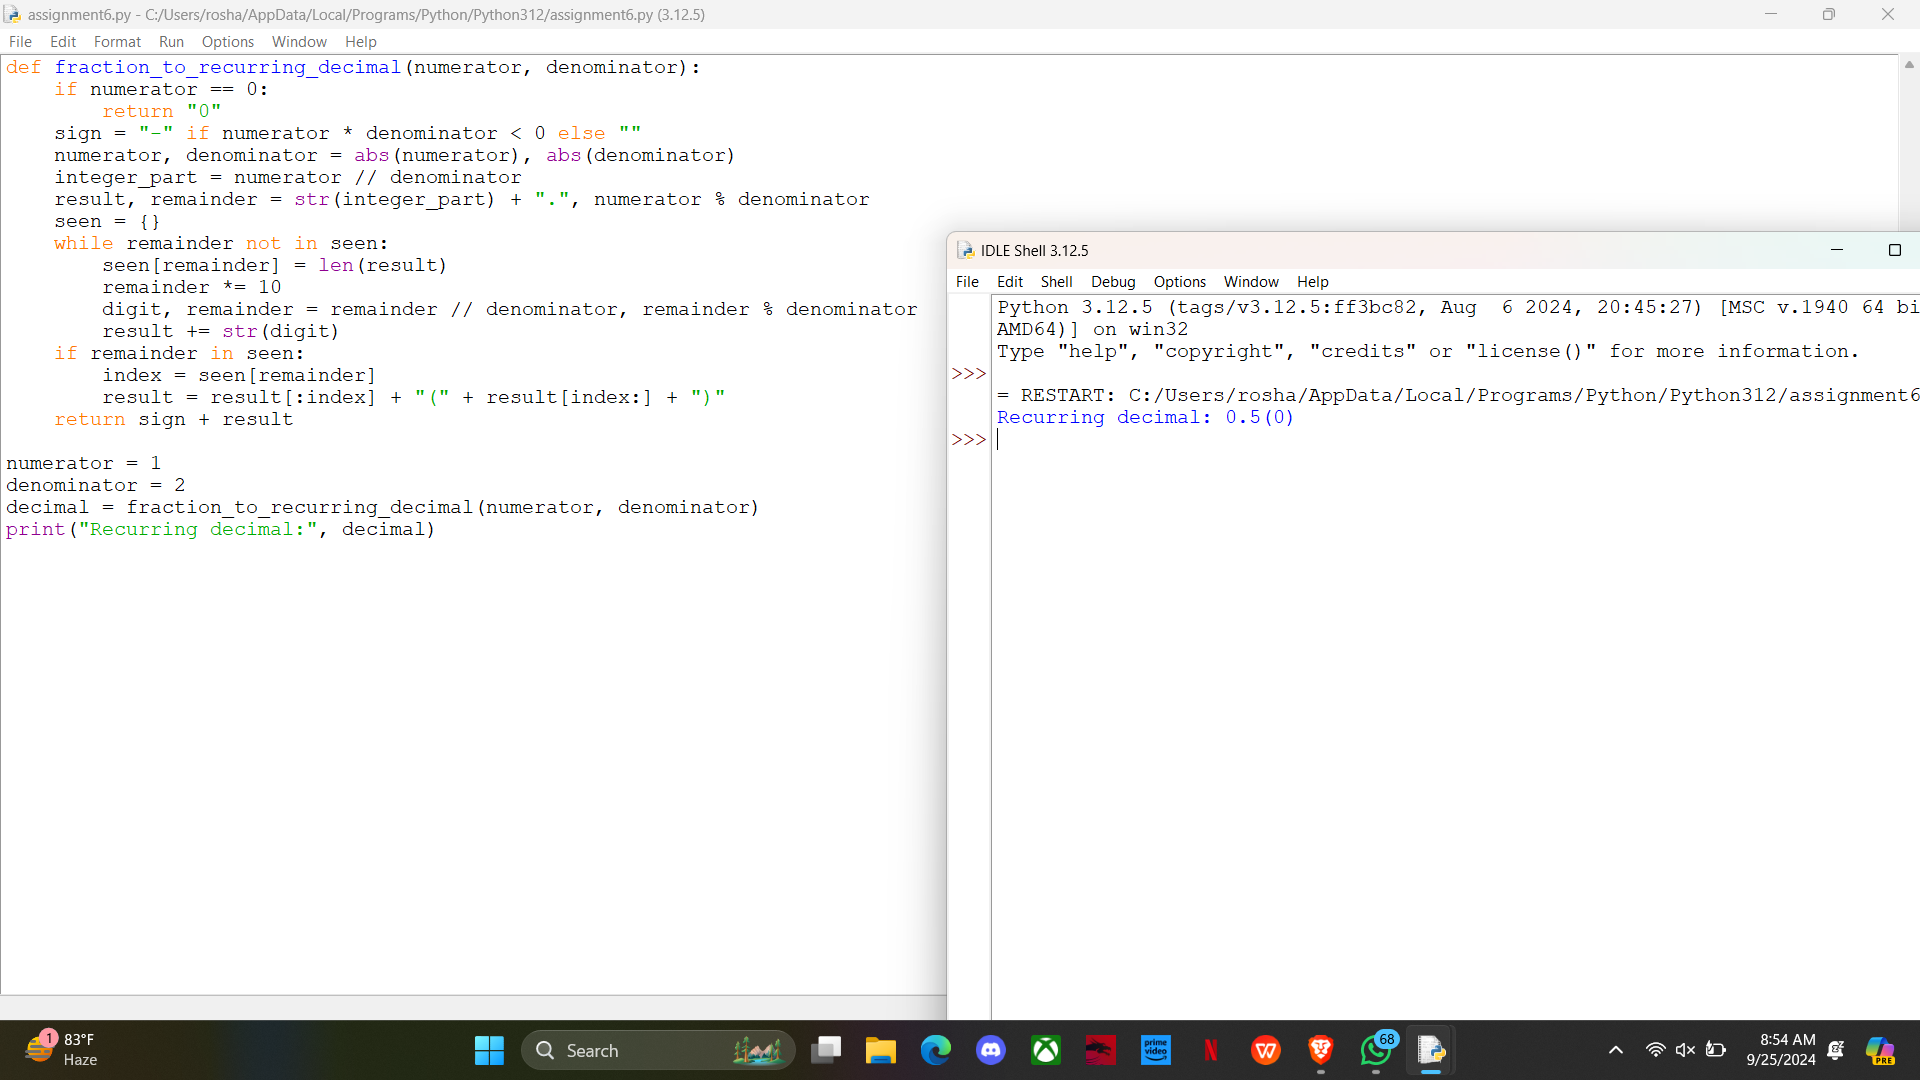 assignment6.py - C:/Users/rosha/AppData/Local/Programs/Python/Python312/assignment6.py (3.12.5)
File Edit Format Run Options Window Help
def fraction_to_recurring_decimal(numerator, denominator):
    if numerator == 0:
        return "0"
    sign = "-" if numerator * denominator < 0 else ""
    numerator, denominator = abs(numerator), abs(denominator)
    integer_part = numerator // denominator
    result, remainder = str(integer_part) + ".", numerator % denominator
    seen = {}
    while remainder not in seen:
        seen[remainder] = len(result)
        remainder *= 10
        digit, remainder = remainder // denominator, remainder % denominator
        result += str(digit)
    if remainder in seen:
        index = seen[remainder]
        result = result[:index] + "(" + result[index:] + ")"
    return sign + result
numerator = 1
denominator = 2
decimal = fraction_to_recurring_decimal(numerator, denominator)
print("Recurring decimal:", decimal)
IDLE Shell 3.12.5
File Edit Shell Debug Options Window Help
Python 3.12.5 (tags/v3.12.5:ff3bc82, Aug  6 2024, 20:45:27) [MSC v.1940 64 bi
AMD64)] on win32
Type "help", "copyright", "credits" or "license()" for more information.
>>>
= RESTART: C:/Users/rosha/AppData/Local/Programs/Python/Python312/assignment6
Recurring decimal: 0.5(0)
>>>
1
83°F
Haze
Search
prime video
N
W
68
8:54 AM
9/25/2024
PRE